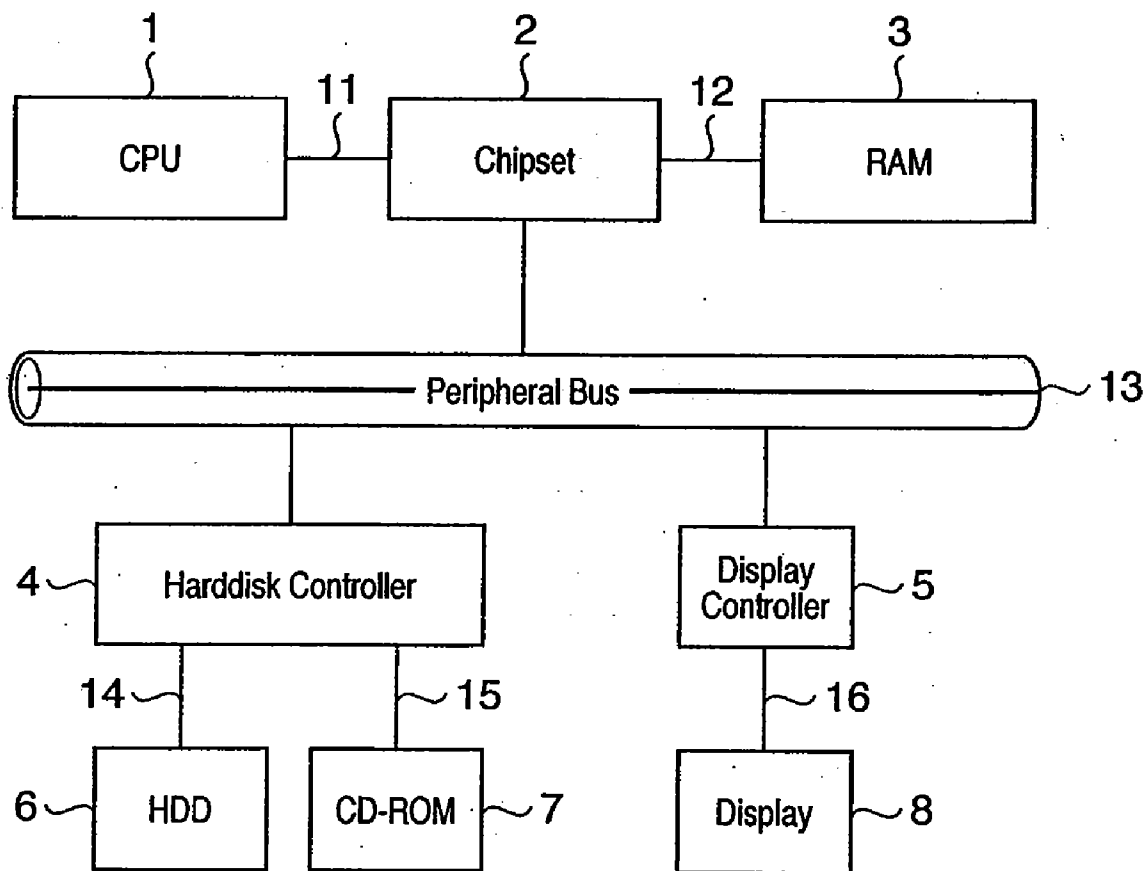 1
2
3
11
12
CPU
Chipset
RAM
Peripheral Bus
13
4
Harddisk Controller
Display
Controller
5
14
15
16
6
HDD
CD-ROM
7
Display
8